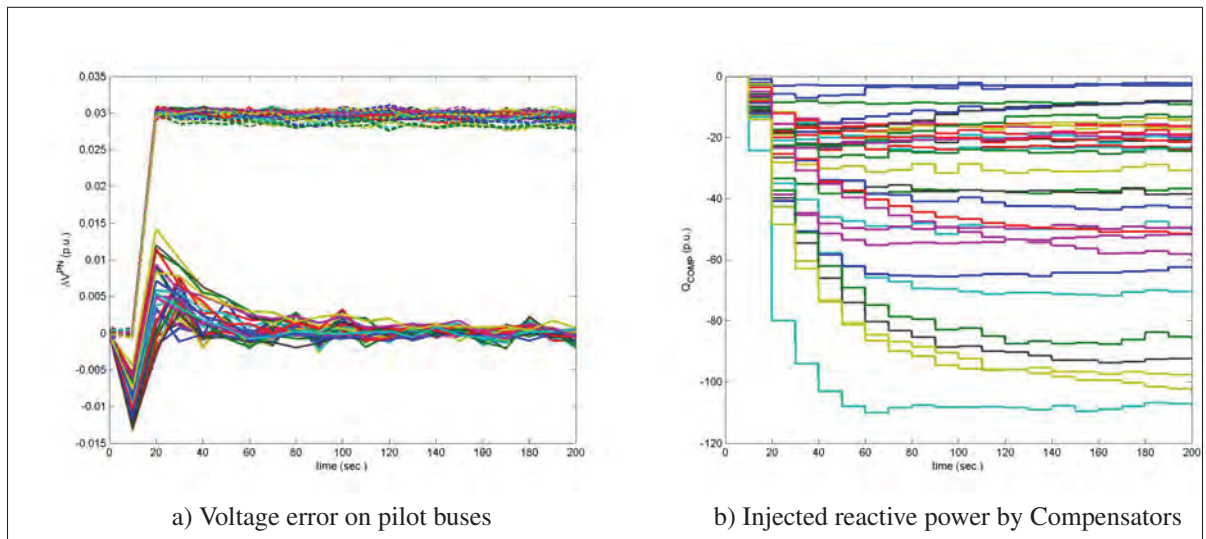 0.035
0.03
0.025
0.02
0.015
0.01
0.005
0
-0.005
-0.01
-0.015
ΔV^PN (p.u.)
0 20 40 60 80 100 120 140 160 180 200
time (sec.)
a) Voltage error on pilot buses
0
-20
-40
-60
-80
-100
-120
Q_COMP (p.u.)
0 20 40 60 80 100 120 140 160 180 200
time (sec.)
b) Injected reactive power by Compensators